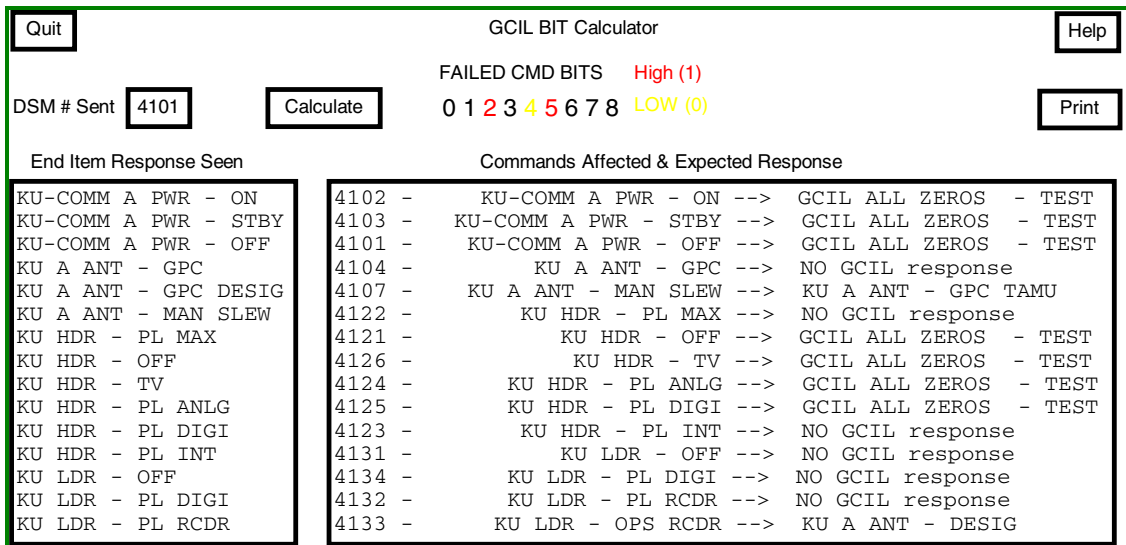 Quit
GCIL BIT Calculator
Help
FAILED CMD BITS High (1)
DSM # Sent 4101
Calculate
0 1 2 3 4 5 6 7 8 LOW (0)
Print
End Item Response Seen
KU-COMM A PWR - ON
KU-COMM A PWR - STBY
KU-COMM A PWR - OFF
KU A ANT - GPC
KU A ANT - GPC DESIG
KU A ANT - MAN SLEW
KU HDR - PL MAX
KU HDR - OFF
KU HDR - TV
KU HDR - PL ANLG
KU HDR - PL DIGI
KU HDR - PL INT
KU LDR - OFF
KU LDR - PL DIGI
KU LDR - PL RCDR
Commands Affected & Expected Response
4102 - KU-COMM A PWR - ON --> GCIL ALL ZEROS - TEST
4103 - KU-COMM A PWR - STBY --> GCIL ALL ZEROS - TEST
4101 - KU-COMM A PWR - OFF --> GCIL ALL ZEROS - TEST
4104 - KU A ANT - GPC --> NO GCIL response
4107 - KU A ANT - MAN SLEW --> KU A ANT - GPC TAMU
4122 - KU HDR - PL MAX --> NO GCIL response
4121 - KU HDR - OFF --> GCIL ALL ZEROS - TEST
4126 - KU HDR - TV --> GCIL ALL ZEROS - TEST
4124 - KU HDR - PL ANLG --> GCIL ALL ZEROS - TEST
4125 - KU HDR - PL DIGI --> GCIL ALL ZEROS - TEST
4123 - KU HDR - PL INT --> NO GCIL response
4131 - KU LDR - OFF --> NO GCIL response
4134 - KU LDR - PL DIGI --> NO GCIL response
4132 - KU LDR - PL RCDR --> NO GCIL response
4133 - KU LDR - OPS RCDR --> KU A ANT - DESIG